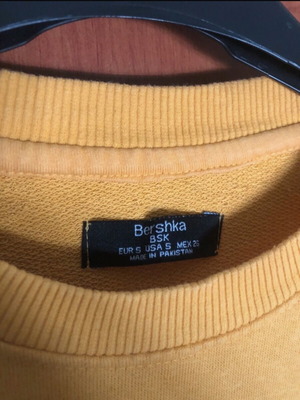 Bershka
BSK
EUR S USA S MEX 26
MADE IN PAKISTAN